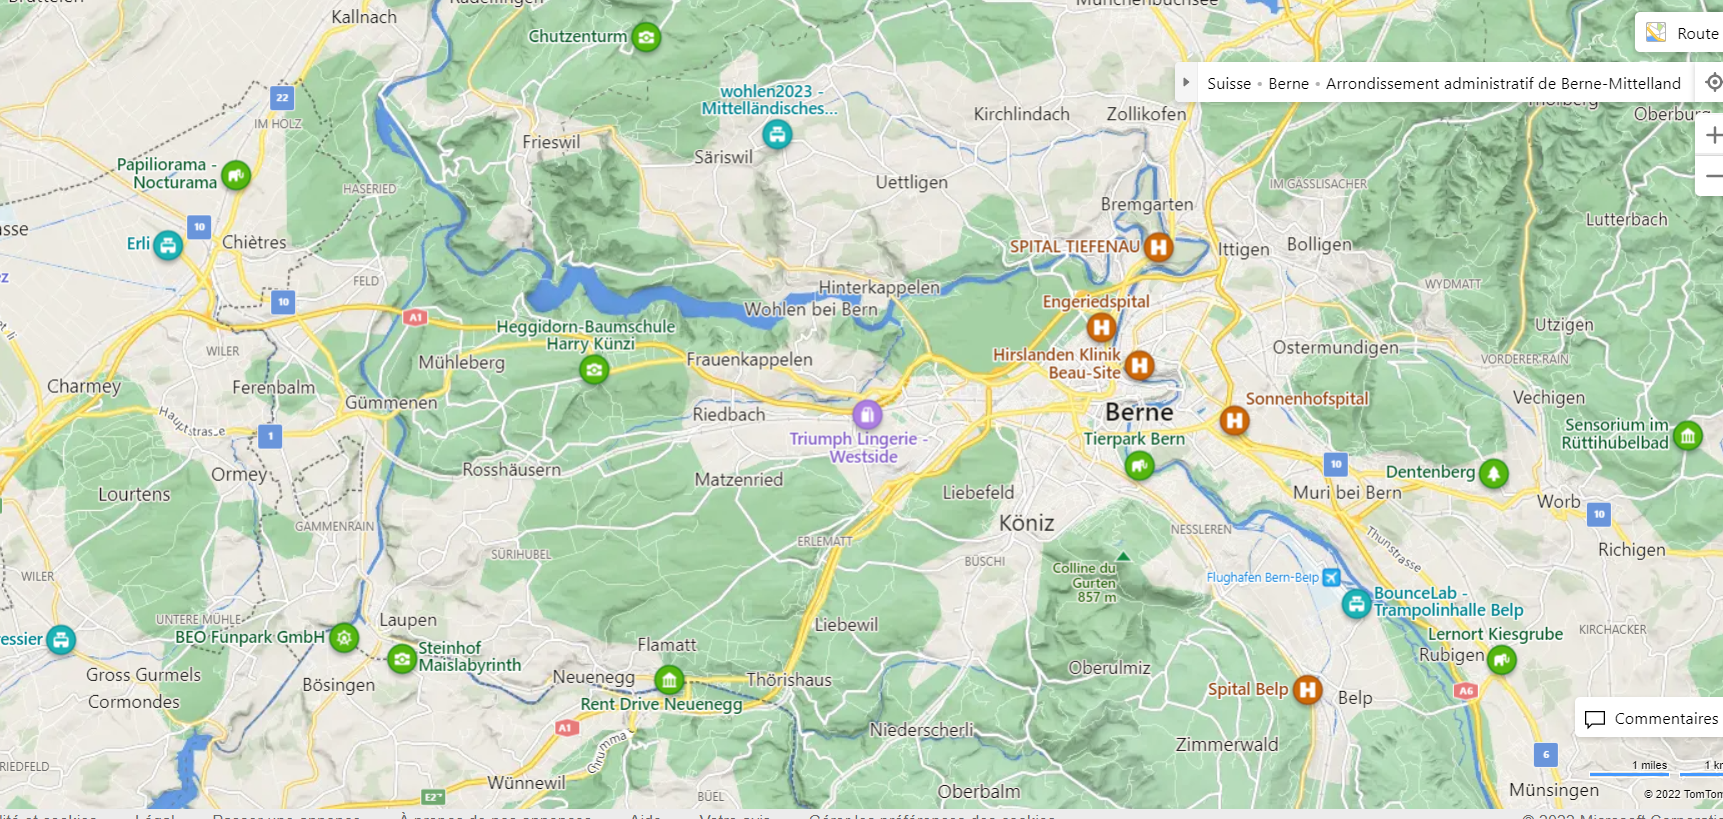 Kallnach
Münchenbuchsee
Chutzenturm
Route
Suisse • Berne • Arrondissement administratif de Berne-Mittelland
wohlen2023 -
Mittelländisches...
22
IM HOLZ
Kirchlindach
Zollikofen
Oberburg
Frieswil
Säriswil
Papiliorama -
Nocturama
HASERIED
Uettligen
IM GÄSSLISACHER
Bremgarten
Lutterbach
10
Erli
Chiètres
SPITAL TIEFENAU
Ittigen
Bolligen
FELD
Hinterkappelen
WYDMATT
10
A1
Wohlen bei Bern
Engeriedspital
Heggidorn-Baumschule
Harry Künzi
Utzigen
WILER
Mühleberg
Frauenkappelen
Hirslanden Klinik
Beau-Site
Ostermundigen
VORDERER-RAIN
Charmey
Ferenbalm
Gümmenen
Riedbach
Berne
Sonnenhofspital
Vechigen
Hauptstrasse
1
Triumph Lingerie -
Westside
Tierpark Bern
Sensorium im
Rüttihubelbad
Rosshäusern
10
Dentenberg
Ormey
Lourtens
Matzenried
Liebefeld
Muri bei Bern
Worb
10
GAMMENRAIN
Köniz
NESSLEREN
Thunstrasse
ERLEMATT
SÜRIHUBEL
BÜSCHI
Richigen
WILER
Colline du
Gurten
857 m
Flughafen Bern-Belp
BounceLab -
Trampolinhalle Belp
UNTERE MÜHLE
Laupen
Liebewil
KIRCHACKER
BEO Funpark GmbH
Steinhof
Maislabyrinth
Flamatt
Lernort Kiesgrube
Rubigen
Gross Gurmels
Bösingen
Neuenegg
Thörishaus
Oberulmiz
Spital Belp
Belp
A6
Cormondes
Rent Drive Neuenegg
Commentaires
A1
Niederscherli
Zimmerwald
6
1 miles
1 km
Wünnewil
E27
BÜEL
Oberbalm
Münsingen
© 2022 TomTom